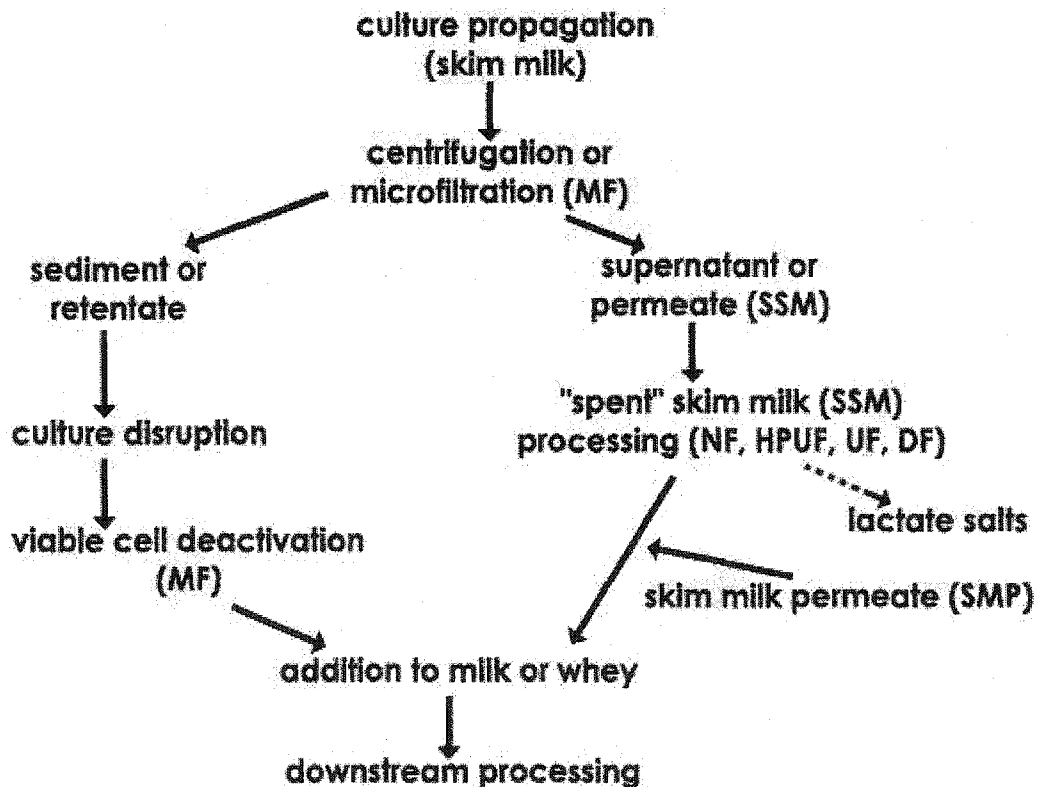 culture propagation
(skim milk)
centrifugation or
microfiltration (MF)
sediment or
retentate
supernatant or
permeate (SSM)
culture disruption
"spent" skim milk (SSM)
processing (NF, HPUF, UF, DF)
lactate salts
viable cell deactivation
(MF)
skim milk permeate (SMP)
addition to milk or whey
downstream processing